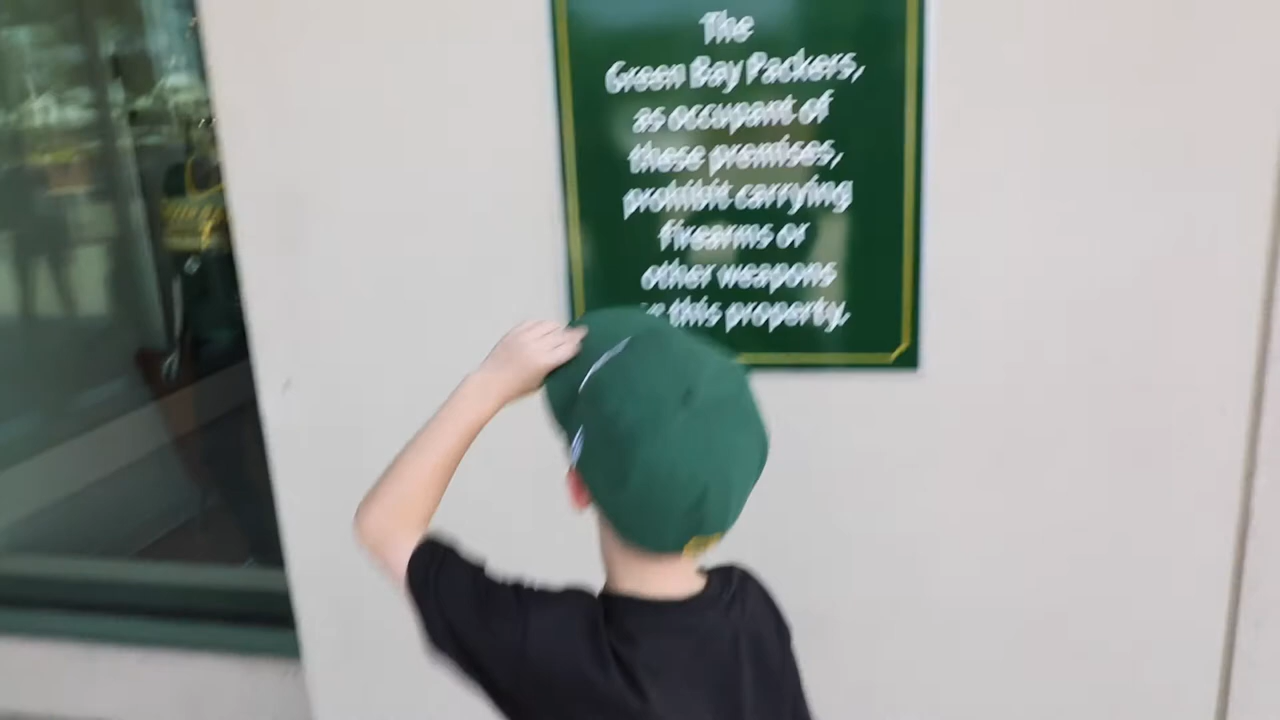 The
Green Bay Packers,
as occupant of
these premises,
prohibit carrying
firearms or
other weapons
this property.